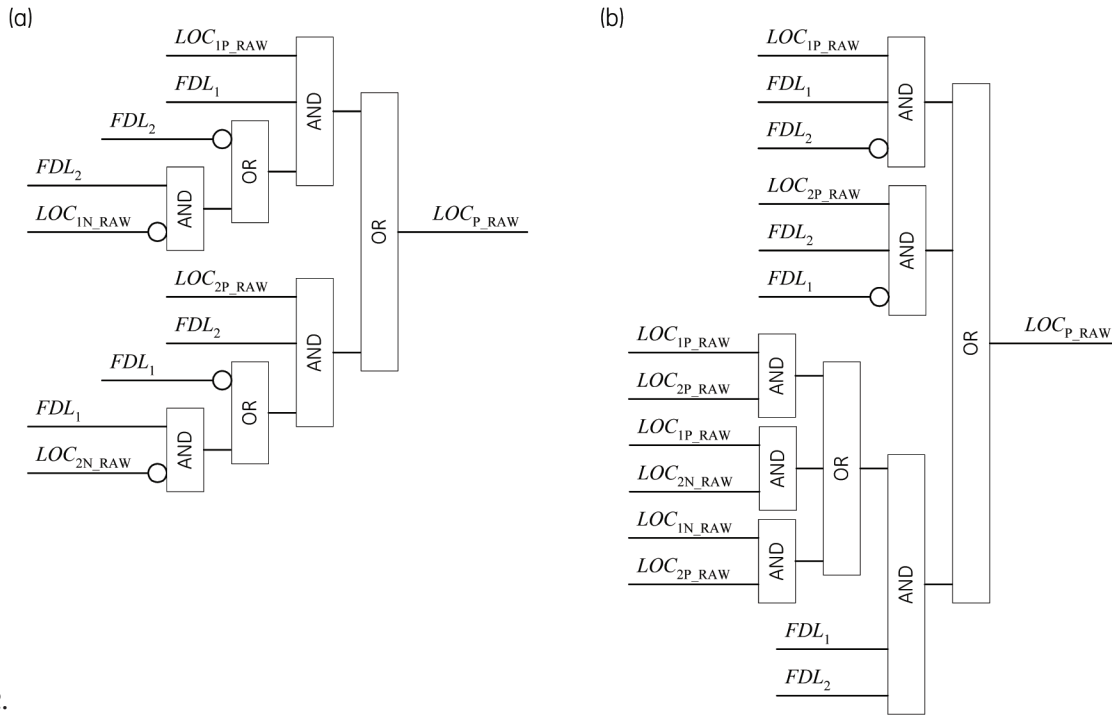 (a)
LOC1P_RAW
FDL1
AND
FDL2
OR
FDL2
AND
LOC1N_RAW
OR
LOCP_RAW
LOC2P_RAW
FDL2
AND
FDL1
OR
FDL1
AND
LOC2N_RAW
(b)
LOC1P_RAW
FDL1
AND
FDL2
LOC2P_RAW
FDL2
AND
FDL1
OR
LOCP_RAW
LOC1P_RAW
AND
LOC2P_RAW
LOC1P_RAW
AND
LOC2N_RAW
OR
LOC1N_RAW
AND
LOC2P_RAW
AND
FDL1
FDL2